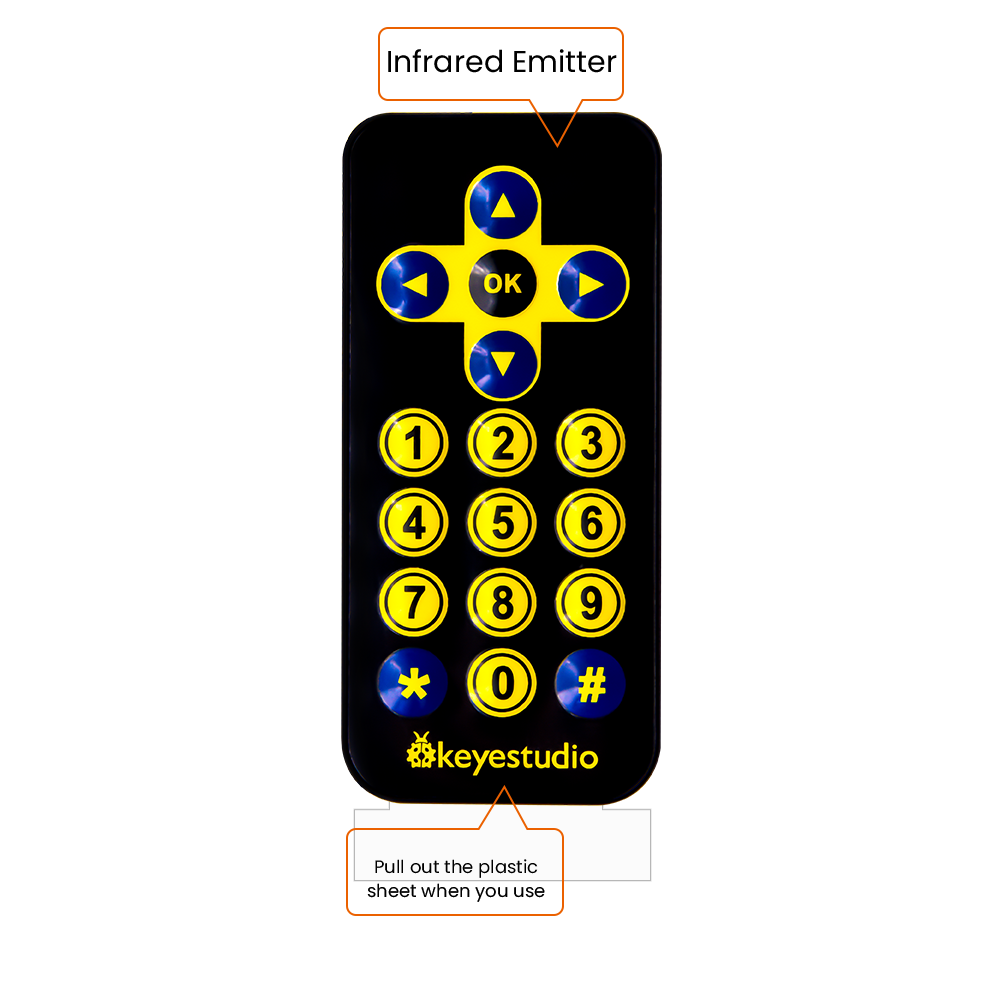 Infrared Emitter
▲
◀ OK ▶
▼
1 2 3
4 5 6
7 8 9
* 0 #
keyestudio
Pull out the plastic
sheet when you use